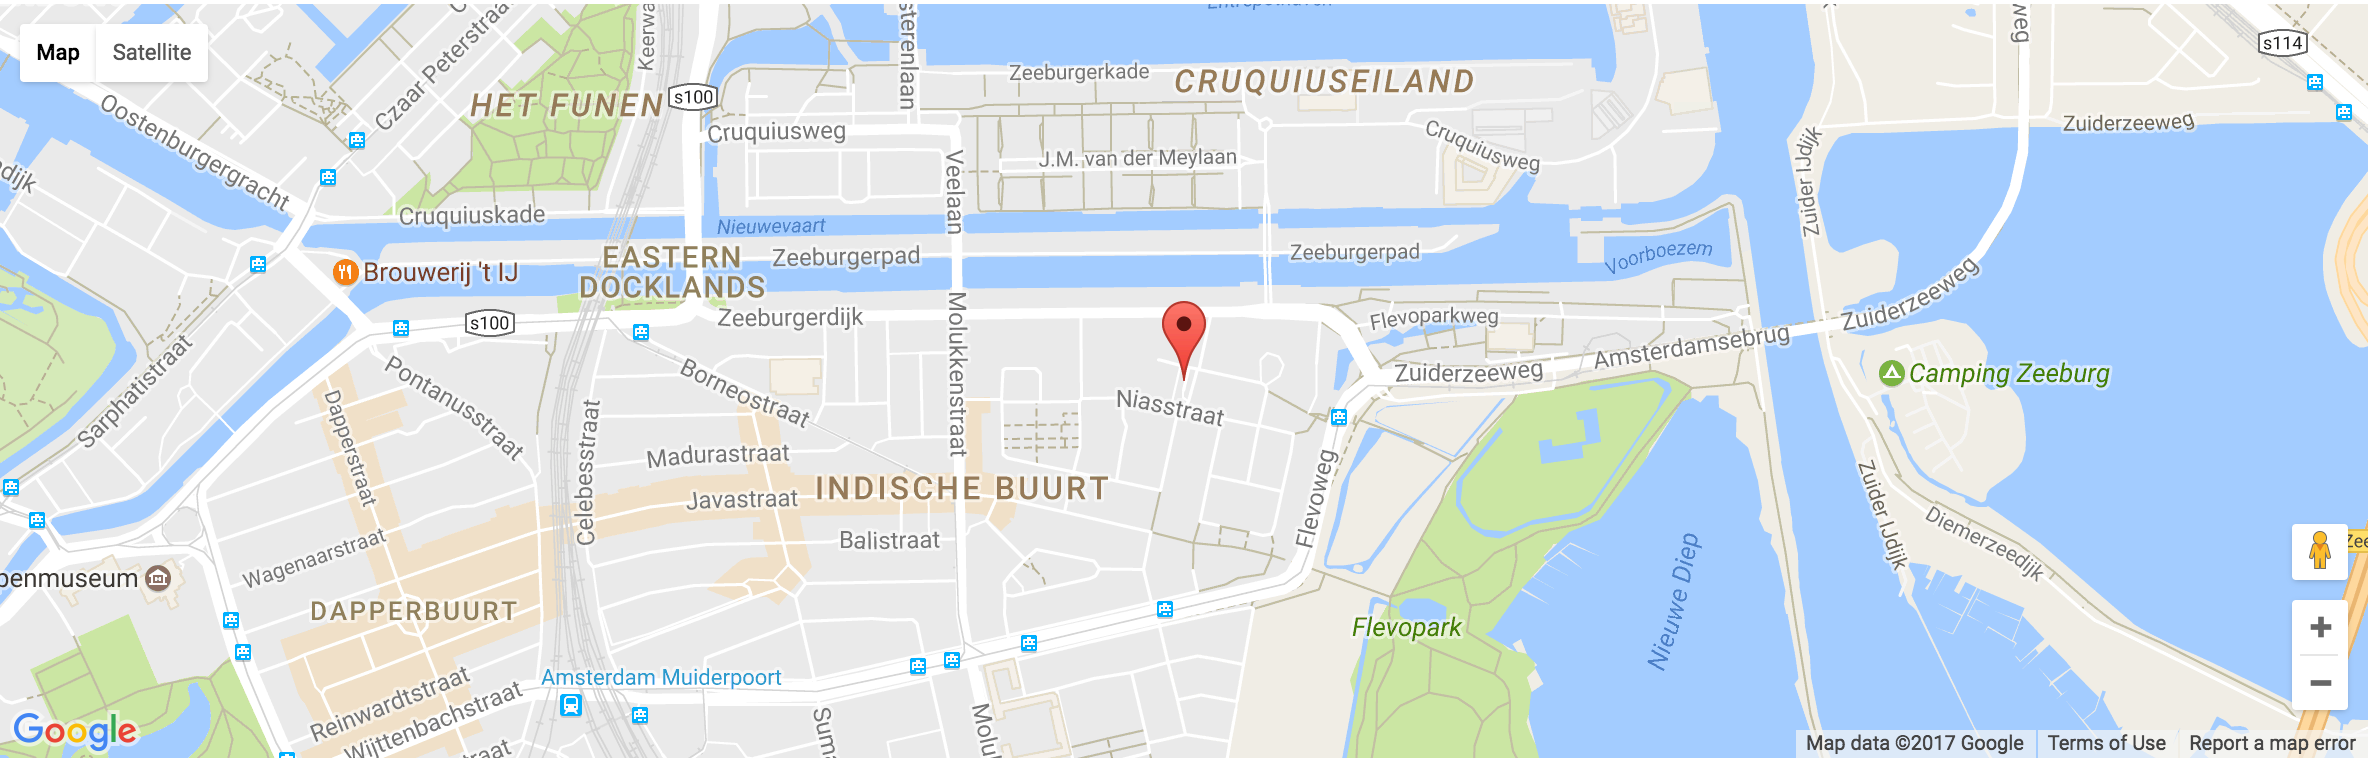 Entrepothaven
Map
Satellite
s114
Czaar Peterstraat
HET FUNEN
s100
Zeeburgerkade
CRUQUIUSEILAND
Oostenburgergracht
Cruquiusweg
J.M. van der Meylaan
Cruquiusweg
Zuiderzeeweg
Zuider IJdijk
Veelaan
Cruquiuskade
Nieuwevaart
Zeeburgerpad
Zeeburgerpad
Voorboezem
EASTERN
DOCKLANDS
Brouwerij 't IJ
s100
Zeeburgerdijk
Molukkenstraat
Flevoparkweg
Zuiderzeeweg
Amsterdamsebrug
Zuiderzeeweg
Camping Zeeburg
Sarphatistraat
Pontanusstraat
Dapperstraat
Borneostraat
Niasstraat
Celebesstraat
Madurastraat
INDISCHE BUURT
Javastraat
Balistraat
Flevoweg
Zuider IJdijk
Diemerzeedijk
Nieuwe Diep
Wagenaarstraat
penmuseum
DAPPERBUURT
Flevopark
Amsterdam Muiderpoort
Reinwardtstraat
Wijttenbachstraat
Google
Map data ©2017 Google
Terms of Use
Report a map error